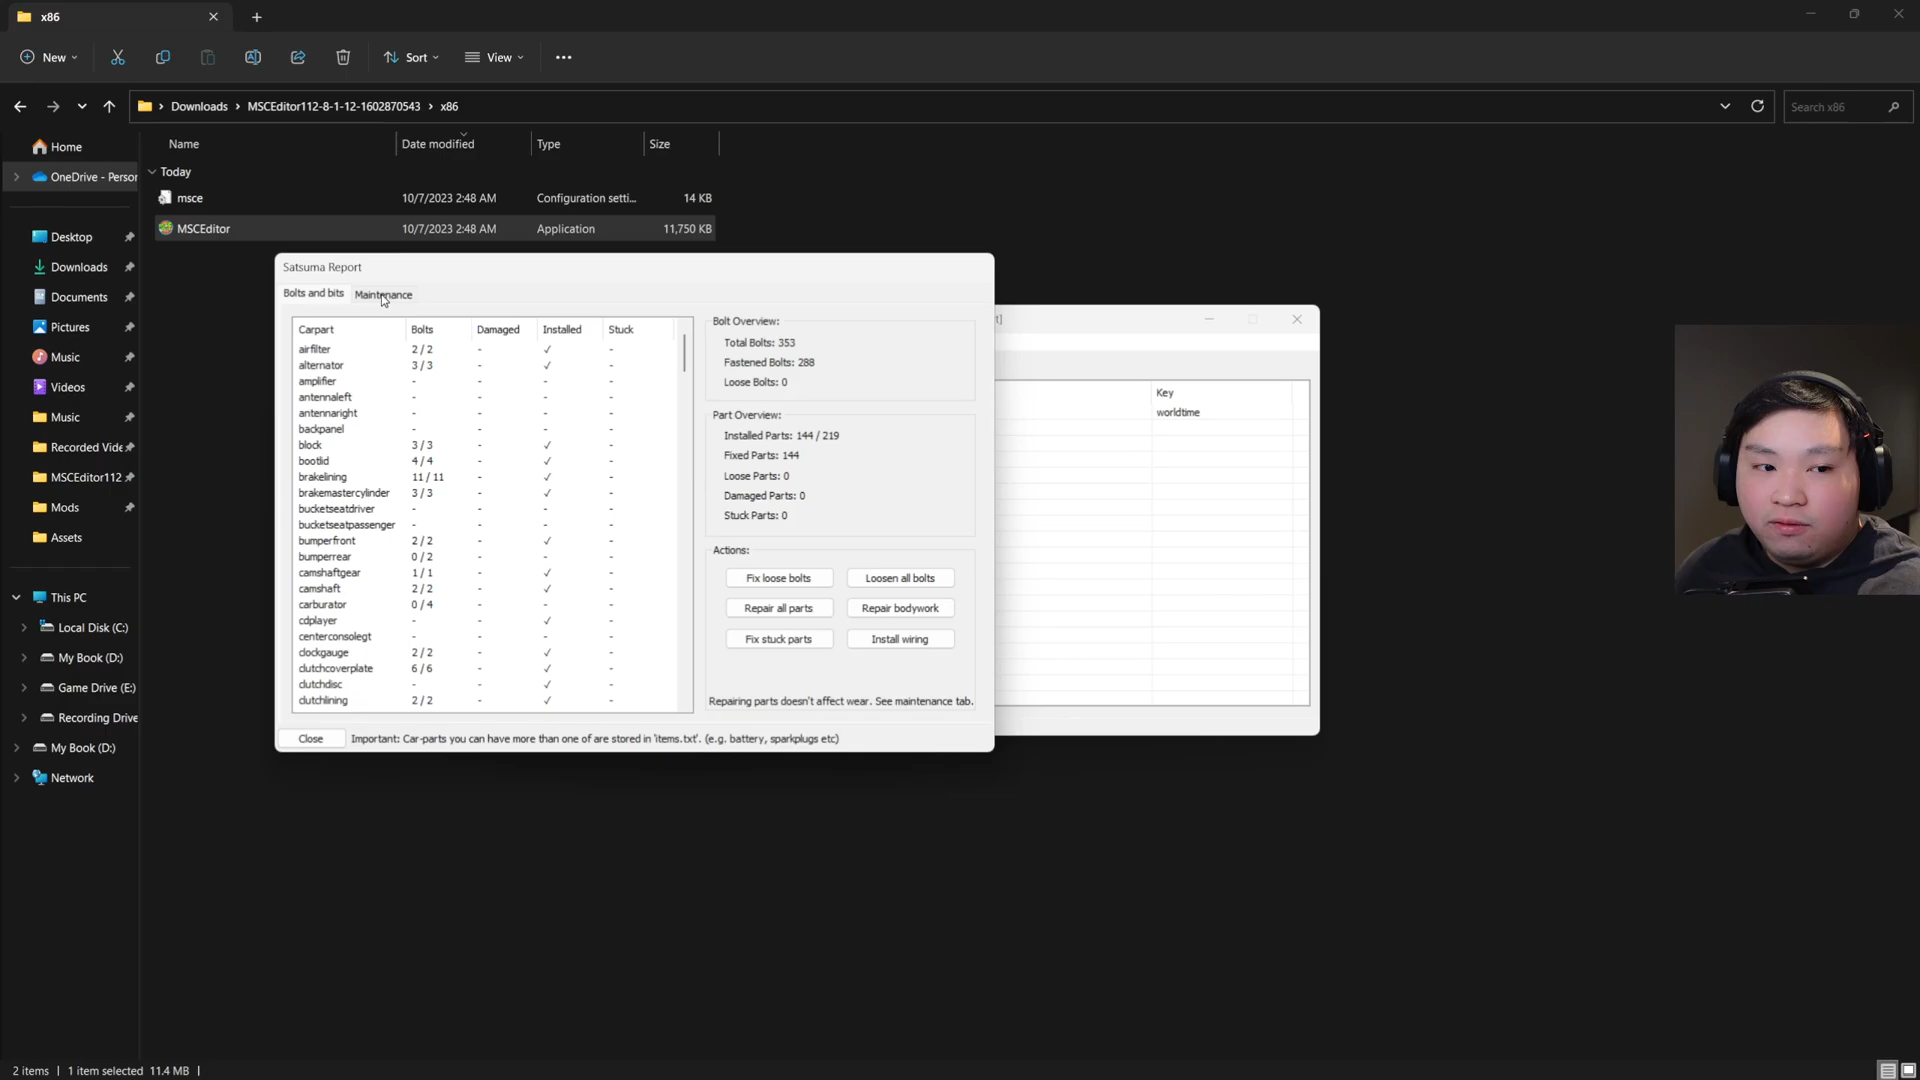 x86
New
Sort
View
Downloads > MSCEditor112-8-1-12-1602870543 > x86
Search x86
Name Date modified Type Size
Today
msce 10/7/2023 2:48 AM Configuration setti... 14 KB
MSCEditor 10/7/2023 2:48 AM Application 11,750 KB
Home
OneDrive - Person
Desktop
Downloads
Documents
Pictures
Music
Videos
Music
Recorded Vide
MSCEditor112
Mods
Assets
This PC
Local Disk (C:)
My Book (D:)
Game Drive (E:)
Recording Drive
My Book (D:)
Network
Satsuma Report
Bolts and bits Maintenance
Carpart Bolts Damaged Installed Stuck
airfilter 2 / 2 - ✓ -
alternator 3 / 3 - ✓ -
amplifier - - - -
antennaleft - - - -
antennaright - - - -
backpanel - - - -
block 3 / 3 - ✓ -
bootlid 4 / 4 - ✓ -
brakelining 11 / 11 - ✓ -
brakemastercylinder 3 / 3 - ✓ -
bucketseatdriver - - - -
bucketseatpassenger - - - -
bumperfront 2 / 2 - ✓ -
bumperrear 0 / 2 - - -
camshaftgear 1 / 1 - ✓ -
camshaft 2 / 2 - ✓ -
carburator 0 / 4 - - -
cdplayer - - ✓ -
centerconsolegt - - - -
clockgauge 2 / 2 - ✓ -
clutchcoverplate 6 / 6 - ✓ -
clutchdisc - - ✓ -
clutchlining 2 / 2 - ✓ -
Bolt Overview:
Total Bolts: 353
Fastened Bolts: 288
Loose Bolts: 0
Part Overview:
Installed Parts: 144 / 219
Fixed Parts: 144
Loose Parts: 0
Damaged Parts: 0
Stuck Parts: 0
Actions:
Fix loose bolts Loosen all bolts
Repair all parts Repair bodywork
Fix stuck parts Install wiring
Repairing parts doesn't affect wear. See maintenance tab.
Close Important: Car-parts you can have more than one of are stored in 'items.txt'. (e.g. battery, sparkplugs etc)
t]
Key
worldtime
2 items | 1 item selected 11.4 MB |